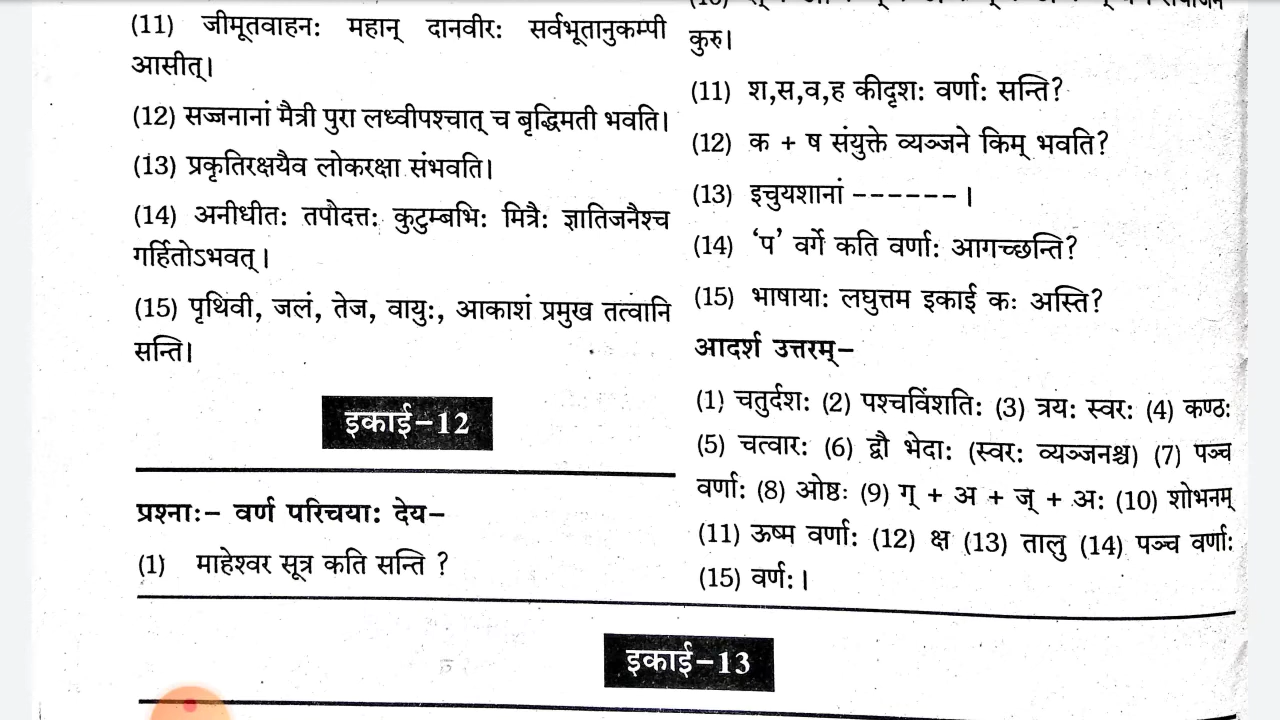 (11) जीमूतवाहनः महान् दानवीरः सर्वभूतानुकम्पी
आसीत्।
(12) सज्जनानां मैत्री पुरा लध्वीपश्चात् च बृद्धिमती भवति।
(13) प्रकृतिरक्षयैव लोकरक्षा संभवति।
(14) अनीधीतः तपोदत्तः कुटुम्बभिः मित्रैः ज्ञातिजनैश्च
गर्हितोऽभवत्।
(15) पृथिवी, जलं, तेज, वायुः, आकाशं प्रमुख तत्वानि
सन्ति।
इकाई-12
प्रश्नाः- वर्ण परिचयाः देय-
(1) माहेश्वर सूत्र कति सन्ति ?
कुरु।
(11) श,स,व,ह कीदृशः वर्णाः सन्ति?
(12) क + ष संयुक्ते व्यञ्जने किम् भवति?
(13) इचुयशानां ------।
(14) ‘प’ वर्गे कति वर्णाः आगच्छन्ति?
(15) भाषायाः लघुत्तम इकाई कः अस्ति?
आदर्श उत्तरम्-
(1) चतुर्दशः (2) पश्चविंशतिः (3) त्रयः स्वरः (4) कण्ठः
(5) चत्वारः (6) द्वौ भेदाः (स्वरः व्यञ्जनश्च) (7) पञ्च
वर्णाः (8) ओष्ठः (9) ग् + अ + ज् + अः (10) शोभनम्
(11) ऊष्म वर्णाः (12) क्ष (13) तालु (14) पञ्च वर्णाः
(15) वर्णः।
इकाई-13